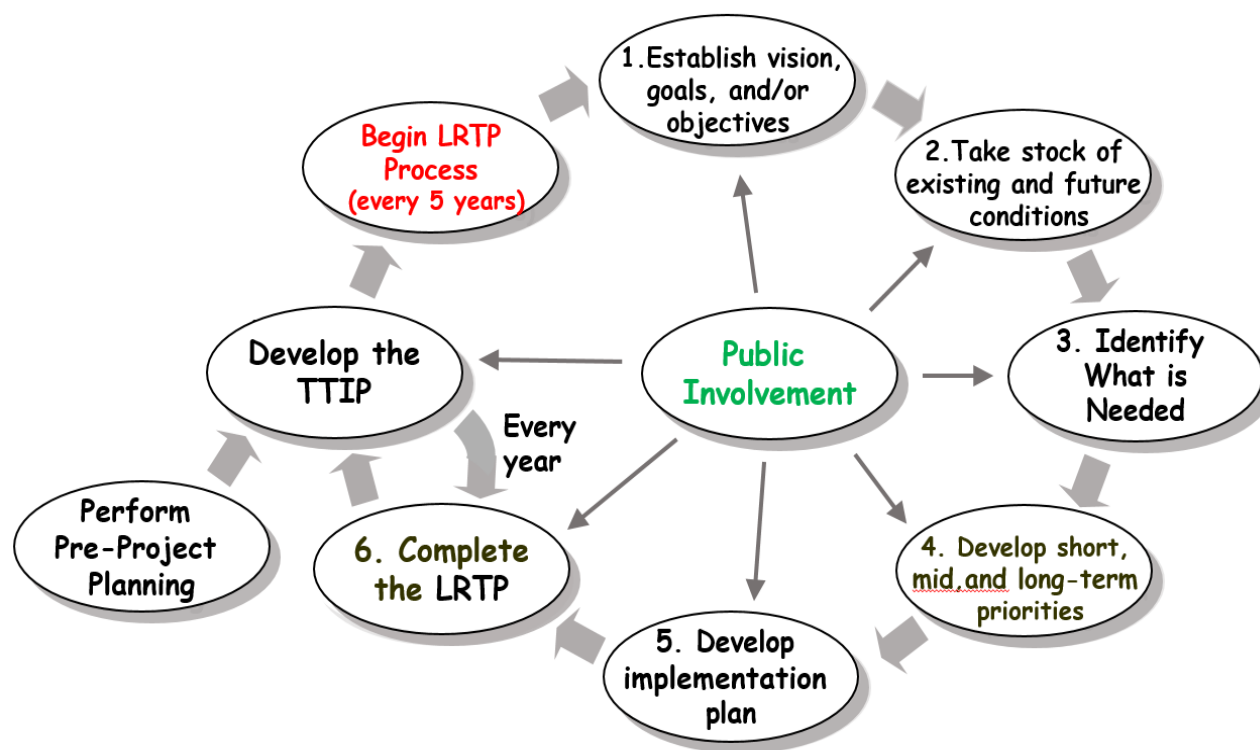 1.Establish vision,
goals, and/or
objectives
Begin LRTP
Process
(every 5 years)
2.Take stock of
existing and future
conditions
Develop the
TTIP
Public
Involvement
3. Identify
What is
Needed
Every
year
Perform
Pre-Project
Planning
6. Complete
the LRTP
4. Develop short,
mid,and long-term
priorities
5. Develop
implementation
plan